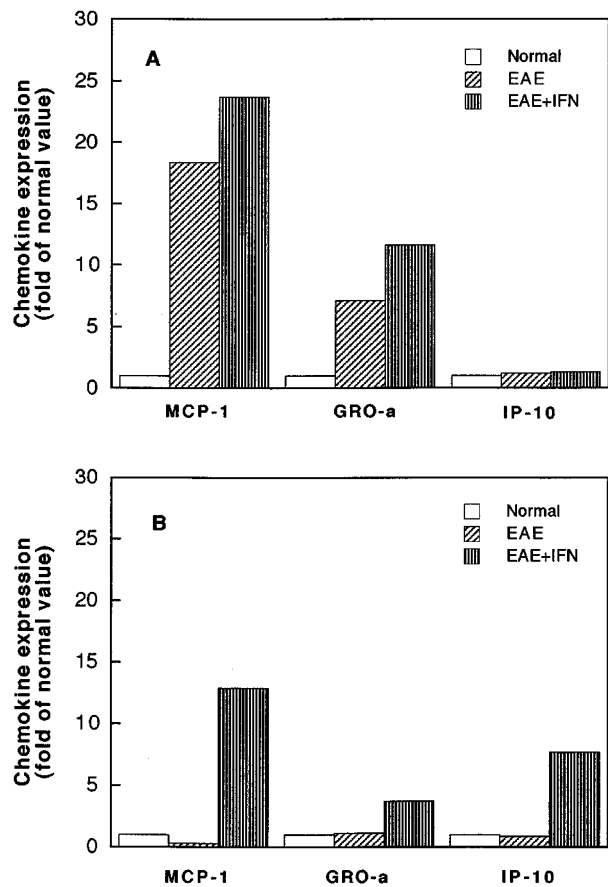 Chemokine expression
(fold of normal value)
30
25
20
15
10
5
0
A
Normal
EAE
EAE+IFN
MCP-1 GRO-a IP-10
Chemokine expression
(fold of normal value)
30
25
20
15
10
5
0
B
Normal
EAE
EAE+IFN
MCP-1 GRO-a IP-10